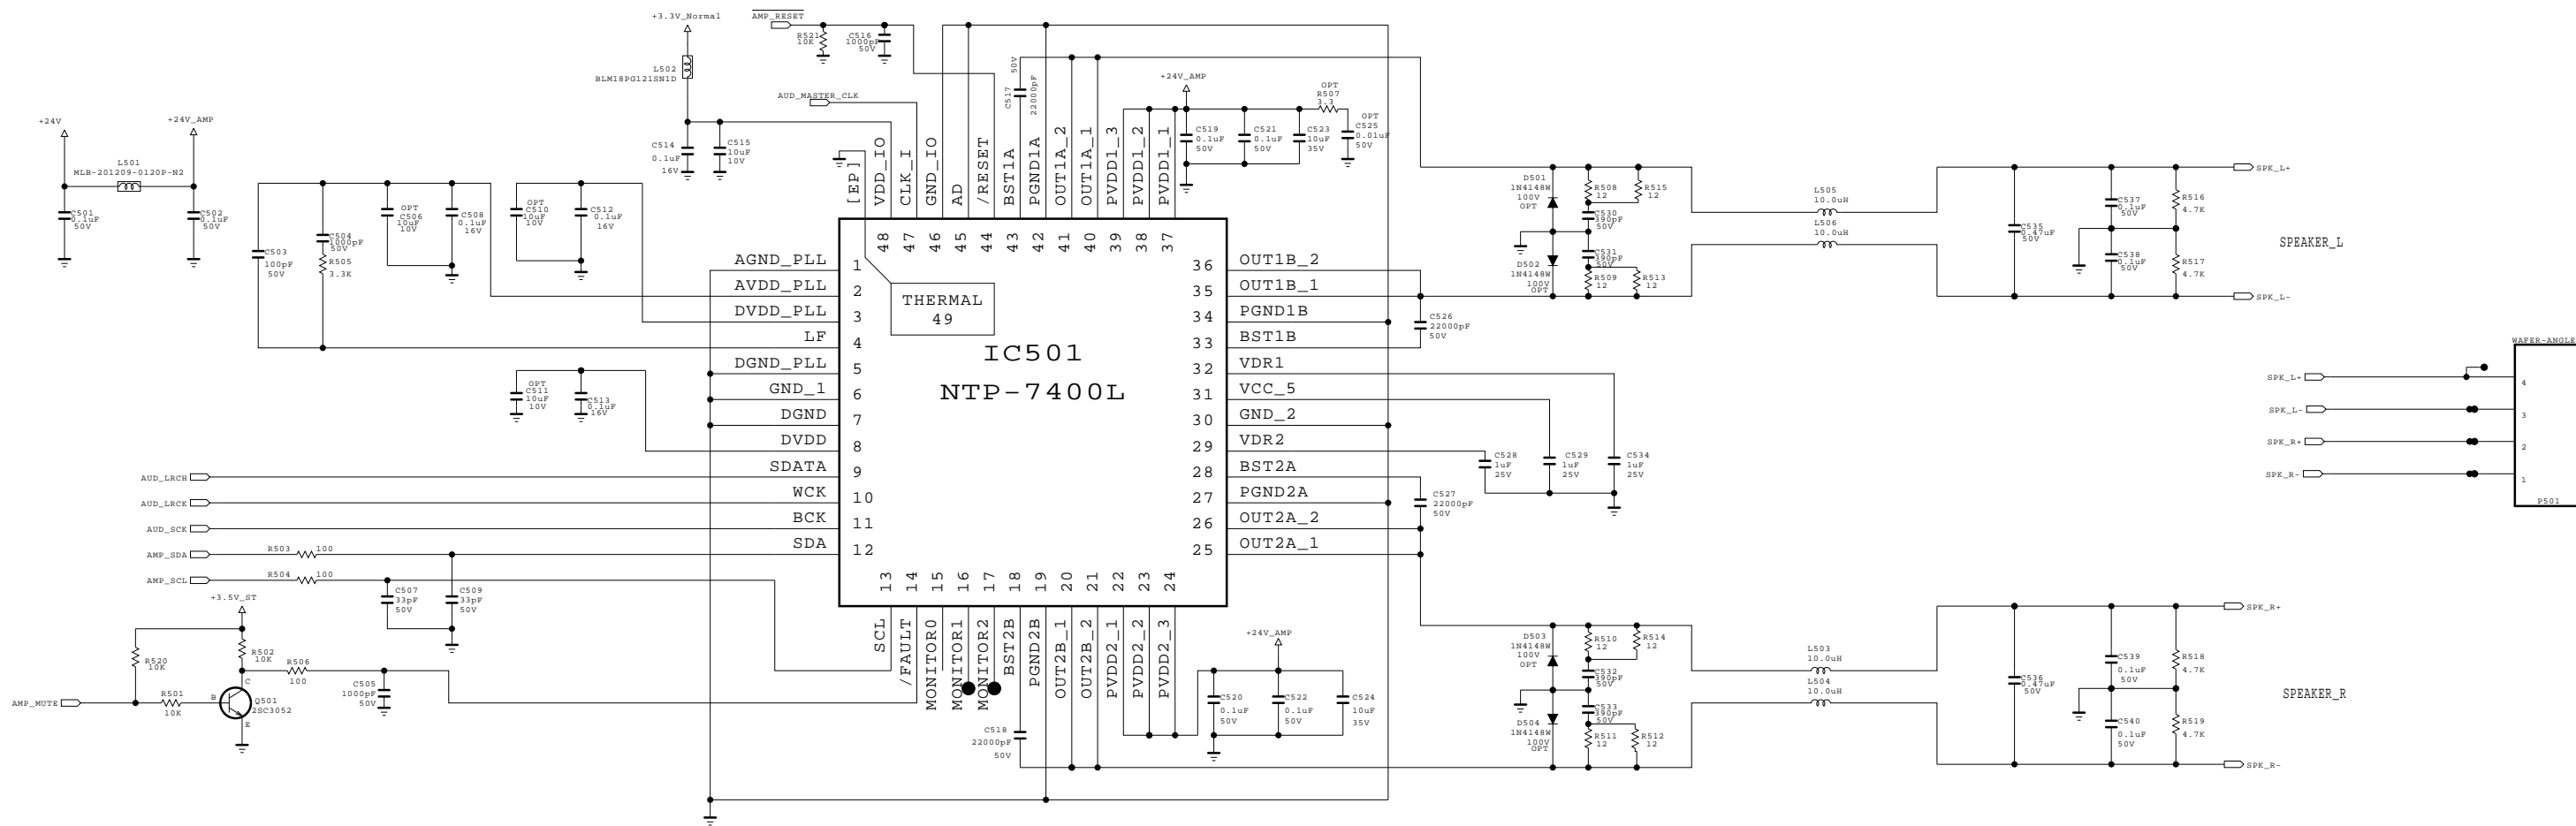 +24V
+24V_AMP
L501
MLB-201209-0120P-N2
C501
0.1uF
50V
C502
0.1uF
50V
+3.3V_Normal
L502
BLM18PG121SN1D
C514
0.1uF
16V
C515
10uF
10V
AMP_RESET
R521
10K
C516
1000pF
50V
AUD_MASTER_CLK
C517
22000pF
50V
+24V_AMP
C519
0.1uF
50V
C521
0.1uF
50V
C523
10uF
35V
OPT
R507
3.3
OPT
C525
0.01uF
50V
C503
100pF
50V
C504
1000pF
50V
R505
3.3K
OPT
C506
10uF
10V
C508
0.1uF
16V
OPT
C510
10uF
10V
C512
0.1uF
16V
OPT
C511
10uF
10V
C513
0.1uF
16V
[EP]
VDD_IO
CLK_I
GND_IO
AD
/RESET
BST1A
PGND1A
OUT1A_2
OUT1A_1
PVDD1_3
PVDD1_2
PVDD1_1
48
47
46
45
44
43
42
41
40
39
38
37
AGND_PLL 1
AVDD_PLL 2
DVDD_PLL 3
LF 4
DGND_PLL 5
GND_1 6
DGND 7
DVDD 8
SDATA 9
WCK 10
BCK 11
SDA 12
THERMAL
49
IC501
NTP-7400L
36 OUT1B_2
35 OUT1B_1
34 PGND1B
33 BST1B
32 VDR1
31 VCC_5
30 GND_2
29 VDR2
28 BST2A
27 PGND2A
26 OUT2A_2
25 OUT2A_1
13
14
15
16
17
18
19
20
21
22
23
24
SCL
/FAULT
MONITOR0
MONITOR1
MONITOR2
BST2B
PGND2B
OUT2B_1
OUT2B_2
PVDD2_1
PVDD2_2
PVDD2_3
AUD_LRCH
AUD_LRCK
AUD_SCK
AMP_SDA
R503
100
AMP_SCL
R504
100
C507
33pF
50V
C509
33pF
50V
+3.5V_ST
R520
10K
R502
10K
R506
100
C505
1000pF
50V
AMP_MUTE
R501
10K
B
C
E
Q501
2SC3052
C518
22000pF
50V
+24V_AMP
C520
0.1uF
50V
C522
0.1uF
50V
C524
10uF
35V
C526
22000pF
50V
C527
22000pF
50V
C528
1uF
25V
C529
1uF
25V
C534
1uF
25V
D501
1N4148W
100V
OPT
D502
1N4148W
100V
OPT
R508
12
R515
12
C530
390pF
50V
C531
390pF
50V
R509
12
R513
12
L505
10.0uH
L506
10.0uH
C535
0.47uF
50V
C537
0.1uF
50V
C538
0.1uF
50V
R516
4.7K
R517
4.7K
SPK_L+
SPEAKER_L
SPK_L-
D503
1N4148W
100V
OPT
D504
1N4148W
100V
OPT
R510
12
R514
12
C532
390pF
50V
C533
390pF
50V
R511
12
R512
12
L503
10.0uH
L504
10.0uH
C536
0.47uF
50V
C539
0.1uF
50V
C540
0.1uF
50V
R518
4.7K
R519
4.7K
SPK_R+
SPEAKER_R
SPK_R-
WAFER-ANGLE
SPK_L+
4
SPK_L-
3
SPK_R+
2
SPK_R-
1
P501